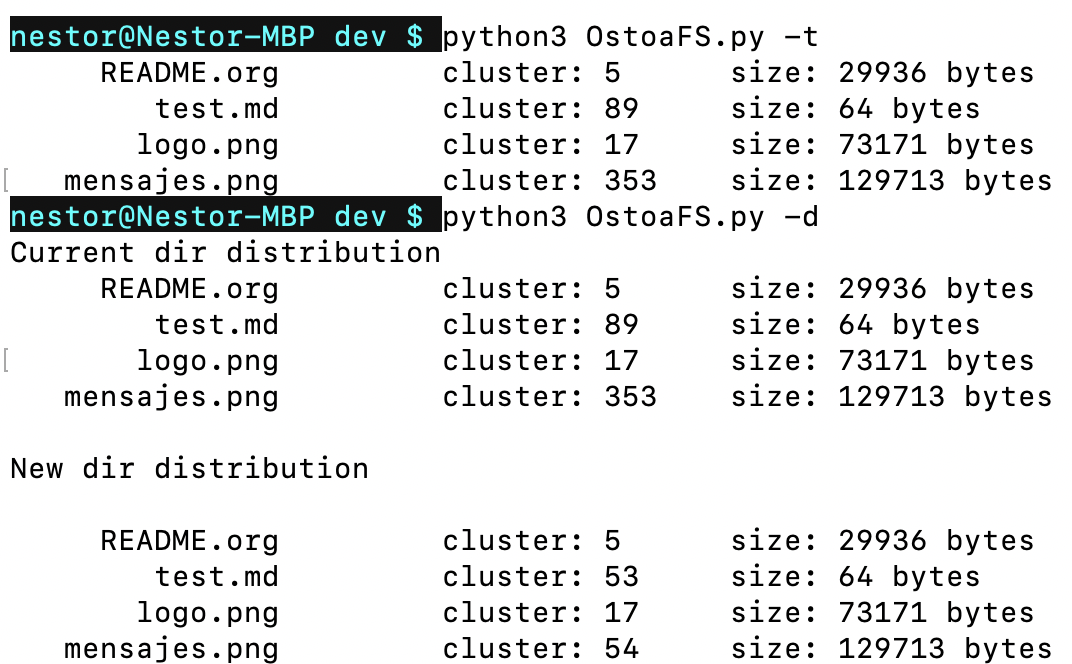 nestor@Nestor-MBP dev $ python3 OstoaFS.py -t
README.org cluster: 5 size: 29936 bytes
test.md cluster: 89 size: 64 bytes
logo.png cluster: 17 size: 73171 bytes
mensajes.png cluster: 353 size: 129713 bytes
nestor@Nestor-MBP dev $ python3 OstoaFS.py -d
Current dir distribution
README.org cluster: 5 size: 29936 bytes
test.md cluster: 89 size: 64 bytes
logo.png cluster: 17 size: 73171 bytes
mensajes.png cluster: 353 size: 129713 bytes
New dir distribution
README.org cluster: 5 size: 29936 bytes
test.md cluster: 53 size: 64 bytes
logo.png cluster: 17 size: 73171 bytes
mensajes.png cluster: 54 size: 129713 bytes